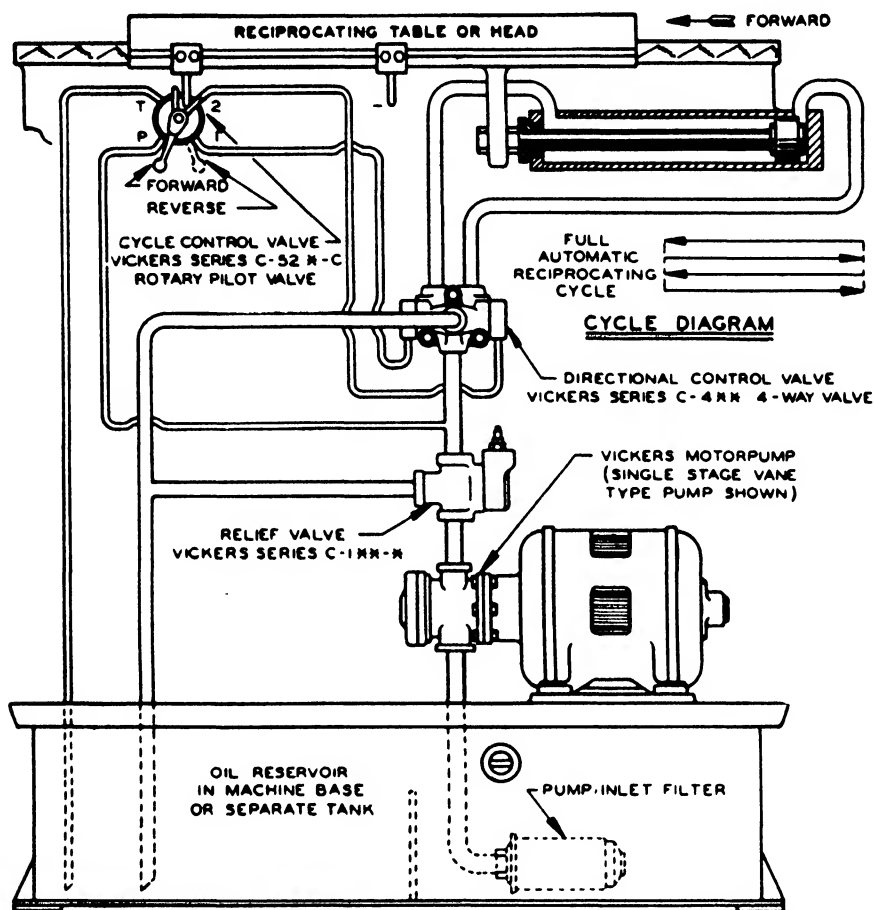 RECIPROCATING TABLE OR HEAD
FORWARD
T
2
P
FORWARD
REVERSE
CYCLE CONTROL VALVE
VICKERS SERIES C-52 ※-C
ROTARY PILOT VALVE
FULL
AUTOMATIC
RECIPROCATING
CYCLE
CYCLE DIAGRAM
DIRECTIONAL CONTROL VALVE
VICKERS SERIES C-4※※ 4-WAY VALVE
VICKERS MOTORPUMP
(SINGLE STAGE VANE
TYPE PUMP SHOWN)
RELIEF VALVE
VICKERS SERIES C-1※※-※
OIL RESERVOIR
IN MACHINE BASE
OR SEPARATE TANK
PUMP INLET FILTER